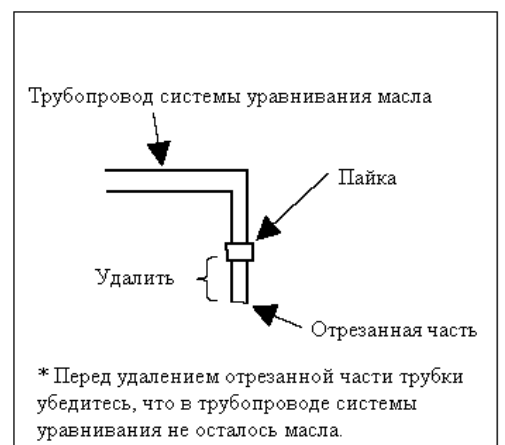 Трубопровод системы уравнивания масла
Пайка
Удалить
Отрезанная часть
* Перед удалением отрезанной части трубки
убедитесь, что в трубопроводе системы
уравнивания не осталось масла.